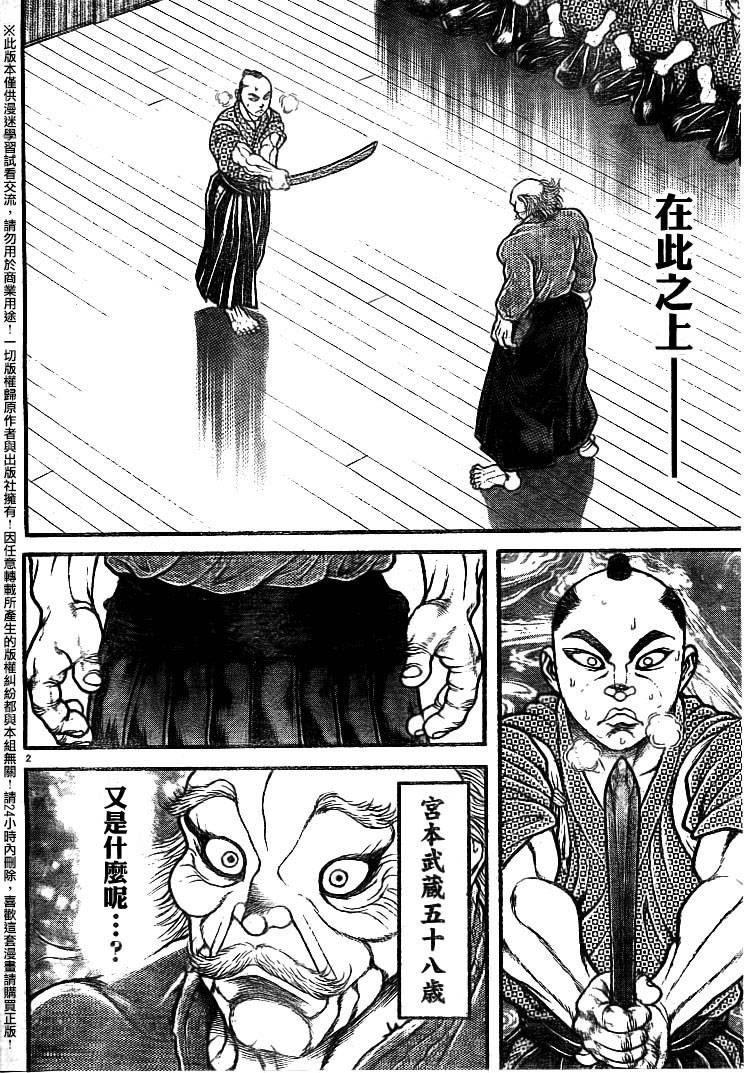 在此之上——
宮本武蔵五十八歳
又是什麼呢…?
2
※此版本僅供漫迷學習試看交流，請勿用於商業用途！一切版權歸原作者與出版社擁有！因任意轉載所產生的版權糾紛都與本組無關！請24小時內刪除，喜歡這套漫畫請購買正版！